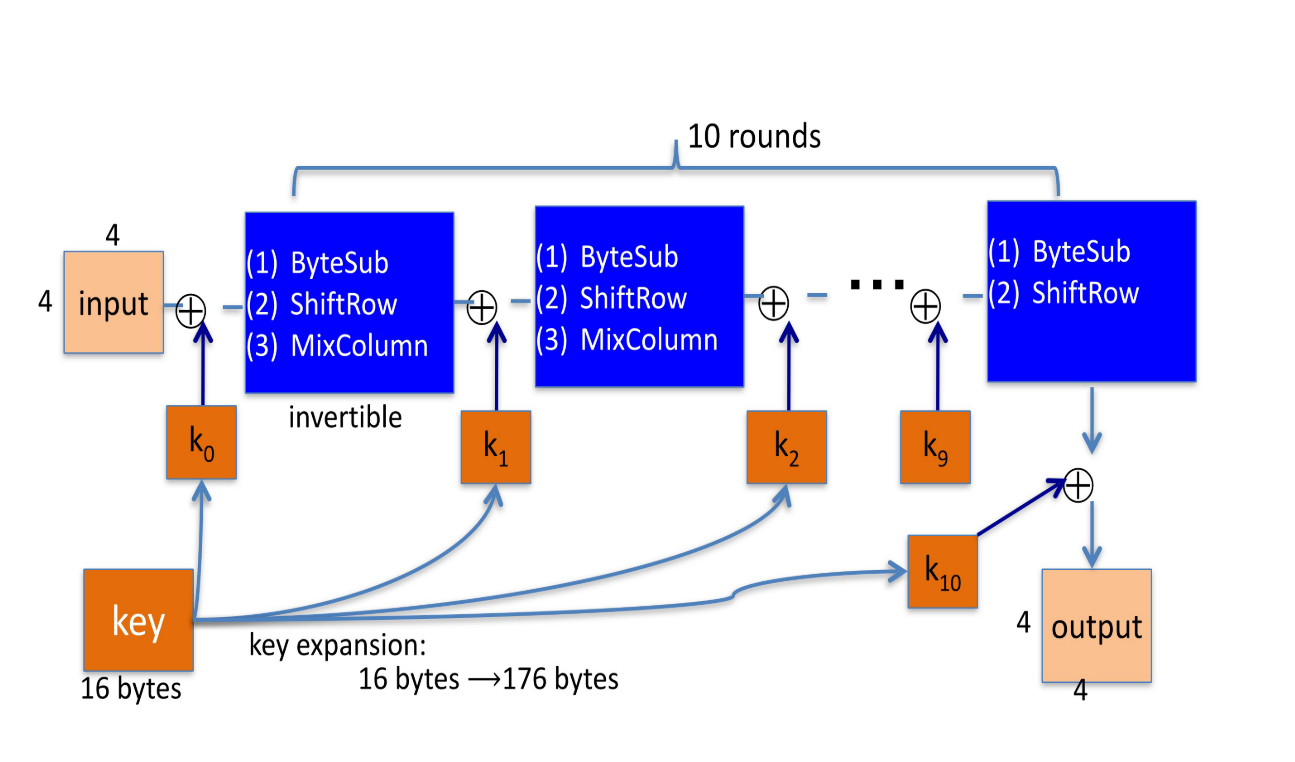 10 rounds
4
4
input
⊕
(1) ByteSub
(2) ShiftRow
(3) MixColumn
invertible
⊕
(1) ByteSub
(2) ShiftRow
(3) MixColumn
⊕
...
⊕
(1) ByteSub
(2) ShiftRow
k0
k1
k2
k9
⊕
k10
key
16 bytes
key expansion:
16 bytes ⟶176 bytes
4
output
4